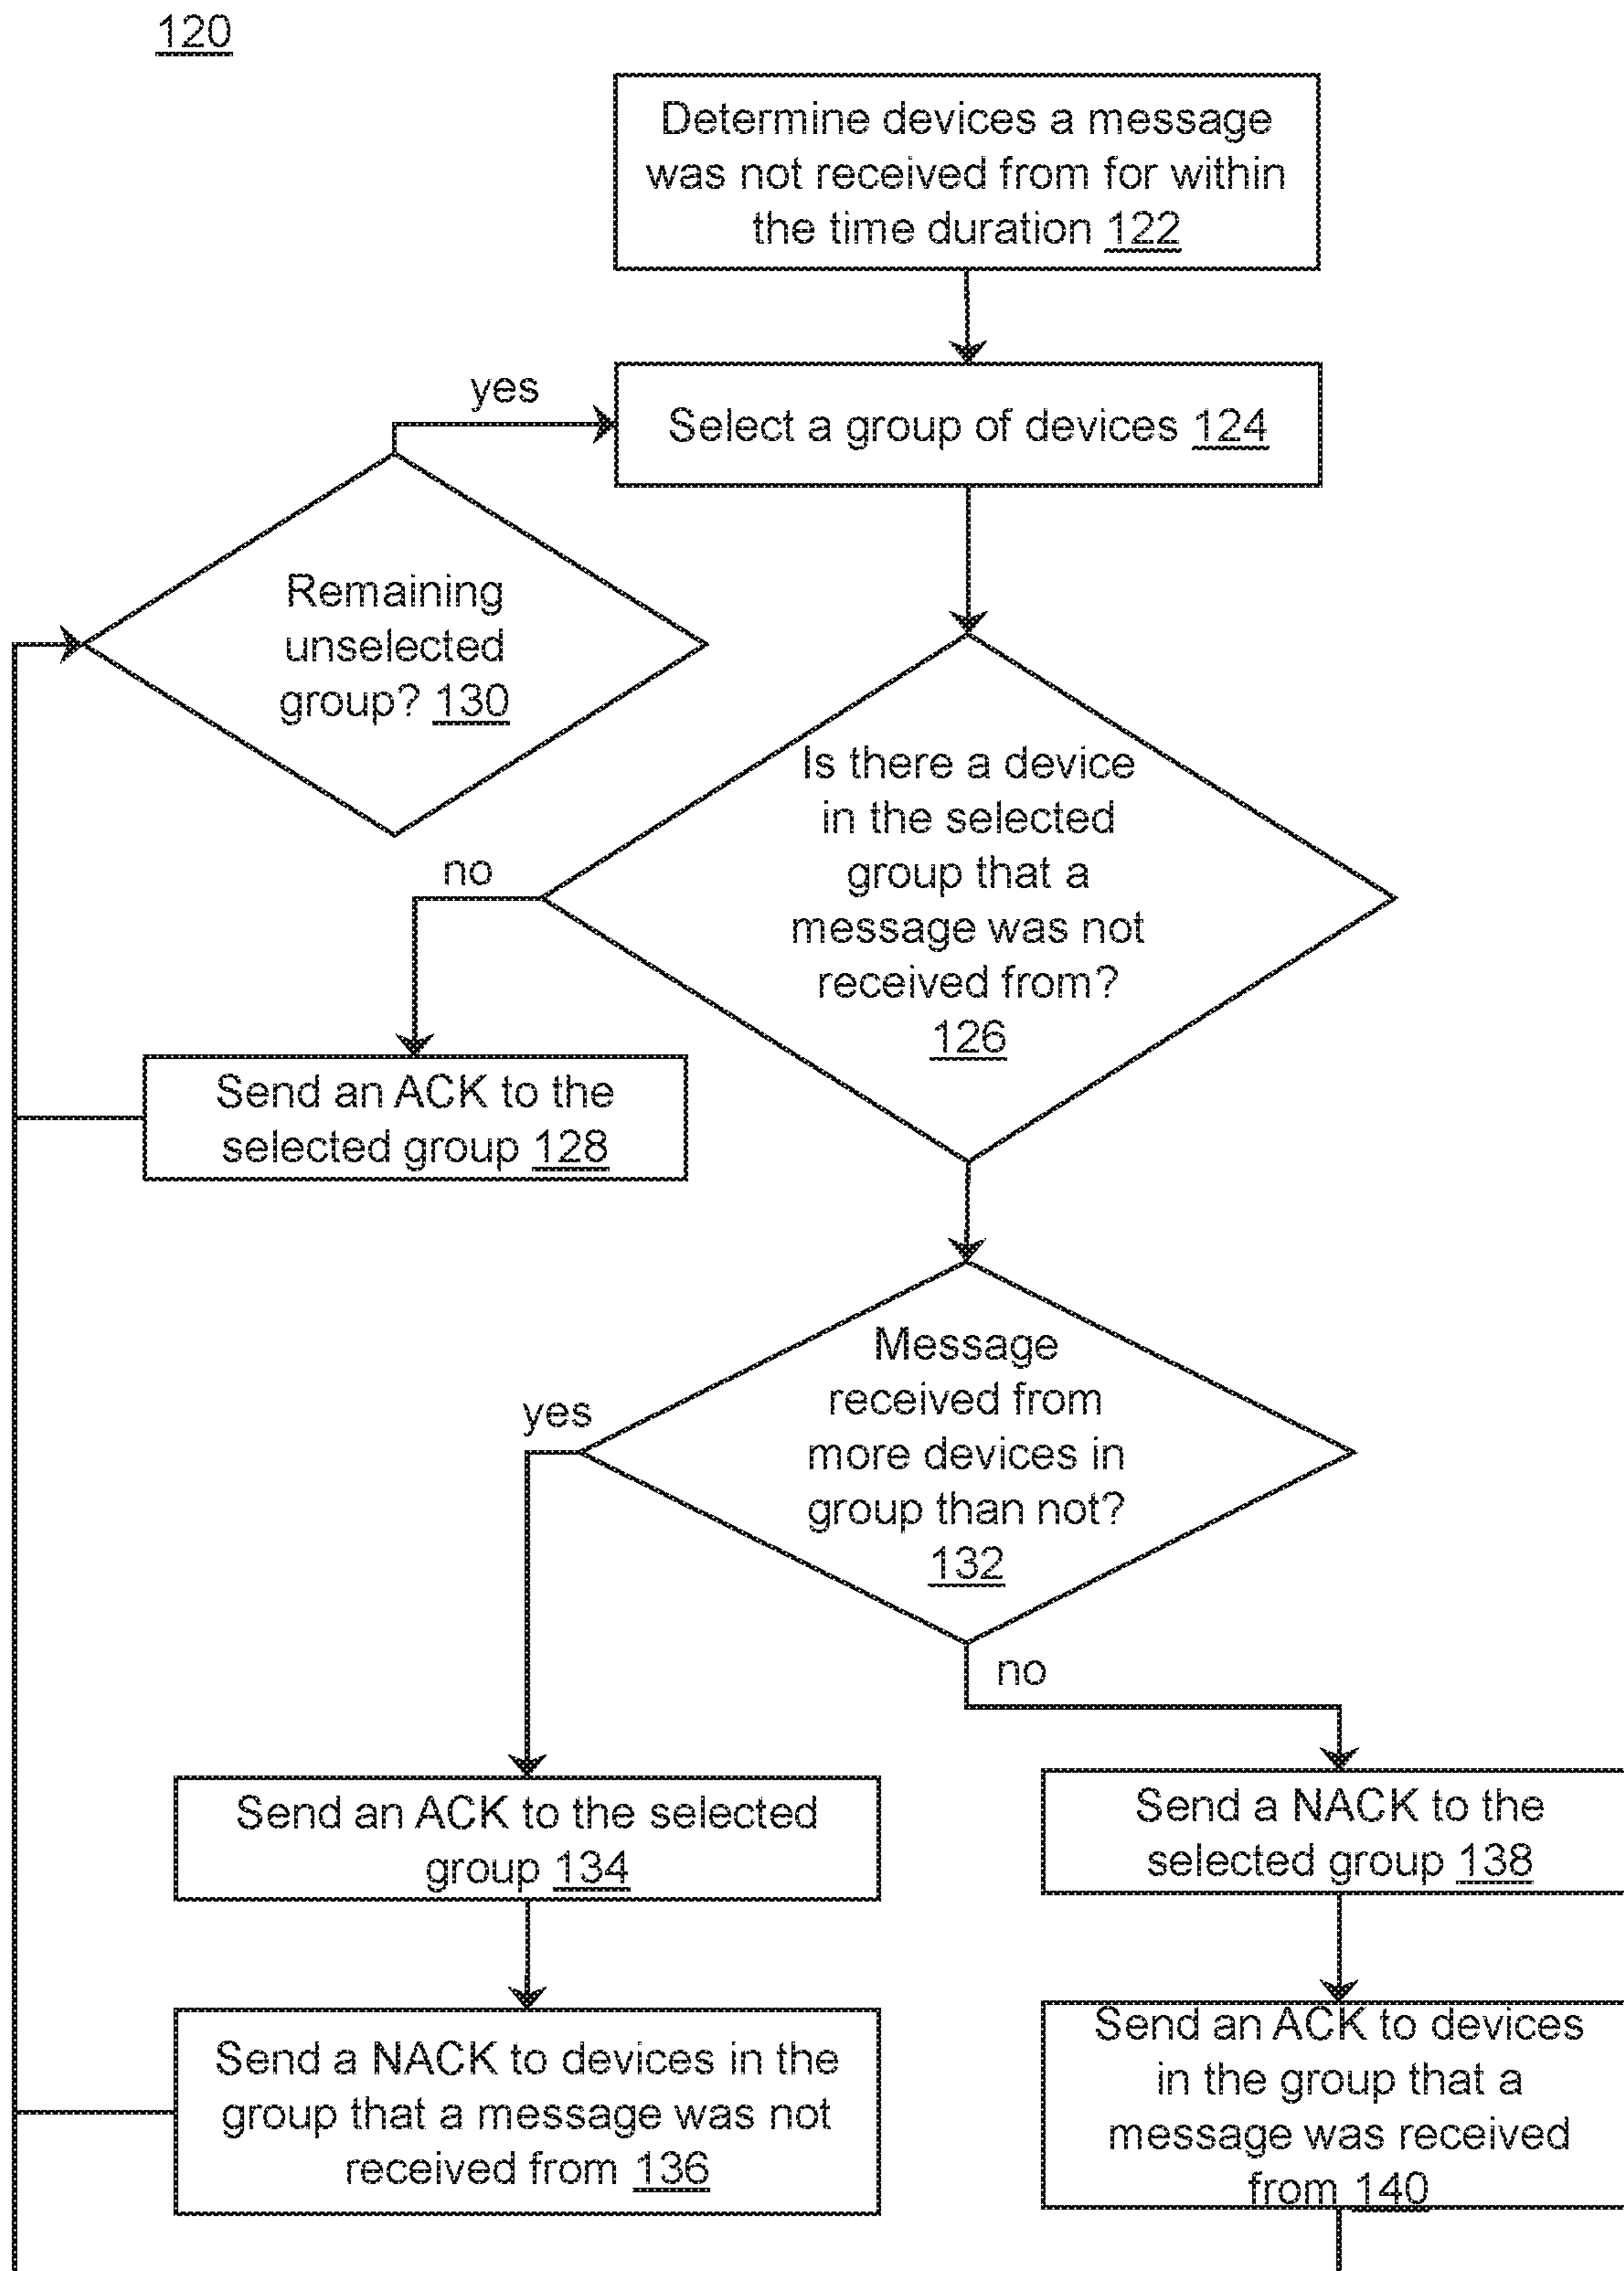 120
Determine devices a message
was not received from for within
the time duration 122
yes
Select a group of devices 124
Remaining
unselected
group? 130
Is there a device
in the selected
group that a
message was not
received from?
126
no
Send an ACK to the
selected group 128
Message
received from
more devices in
group than not?
132
yes
no
Send an ACK to the selected
group 134
Send a NACK to the
selected group 138
Send a NACK to devices in the
group that a message was not
received from 136
Send an ACK to devices
in the group that a
message was received
from 140